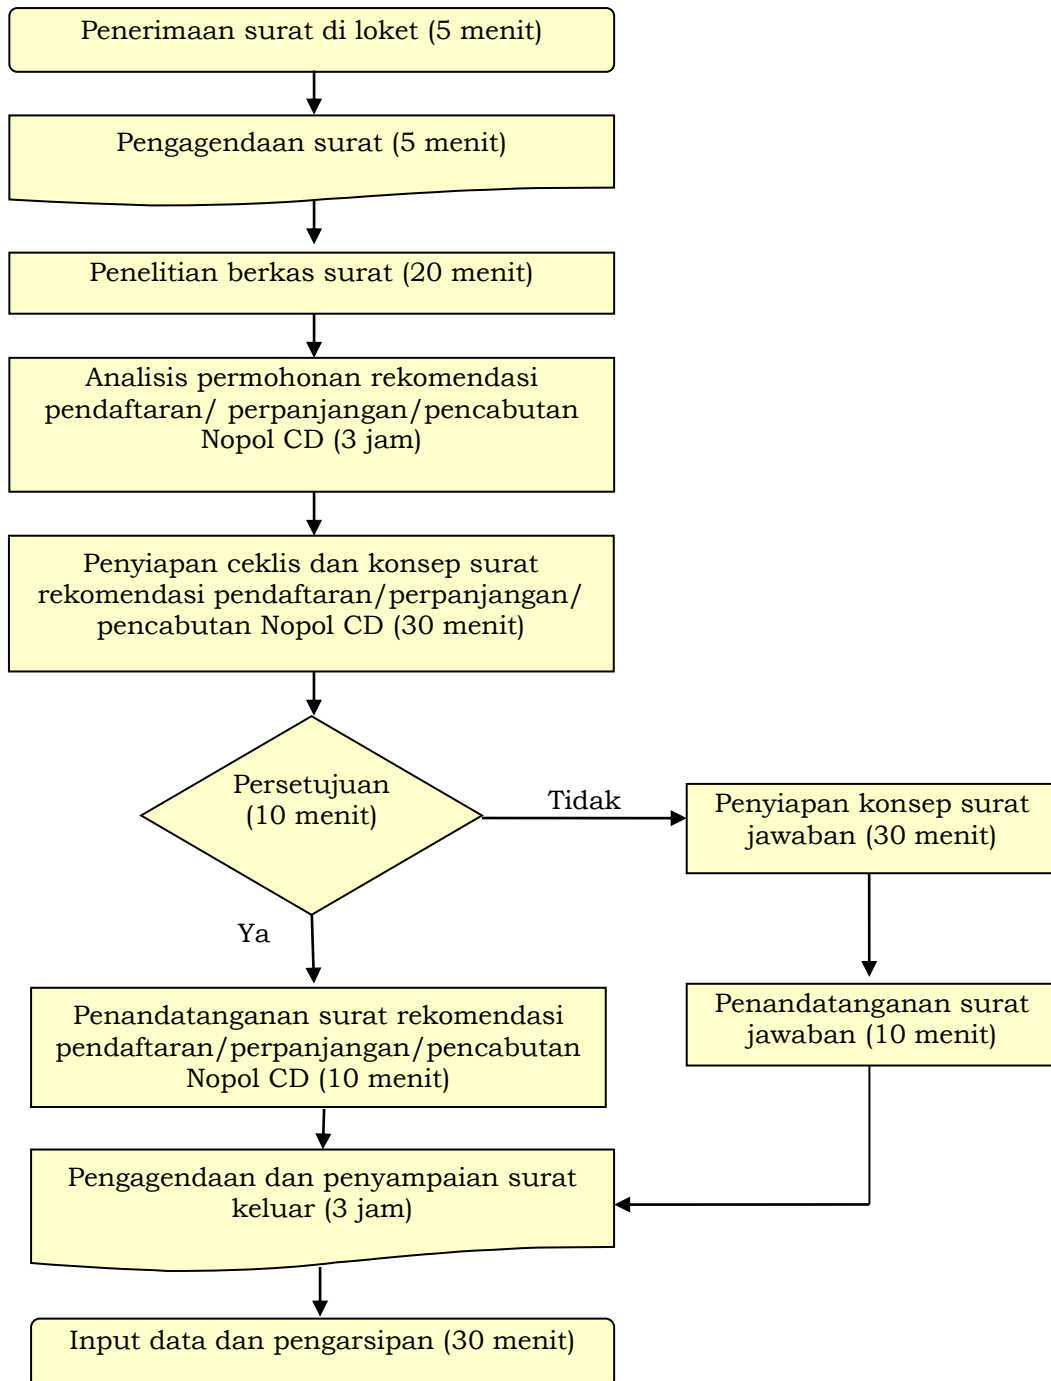 Penerimaan surat di loket (5 menit)
Pengagendaan surat (5 menit)
Penelitian berkas surat (20 menit)
Analisis permohonan rekomendasi
pendaftaran/ perpanjangan/pencabutan
Nopol CD (3 jam)
Penyiapan ceklis dan konsep surat
rekomendasi pendaftaran/perpanjangan/
pencabutan Nopol CD (30 menit)
Persetujuan
(10 menit)
Tidak
Penyiapan konsep surat
jawaban (30 menit)
Ya
Penandatanganan surat rekomendasi
pendaftaran/perpanjangan/pencabutan
Nopol CD (10 menit)
Penandatanganan surat
jawaban (10 menit)
Pengagendaan dan penyampaian surat
keluar (3 jam)
Input data dan pengarsipan (30 menit)